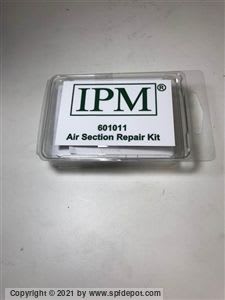 IPM®
601011
Air Section Repair Kit
Copyright © 2021 by www.spidepot.com